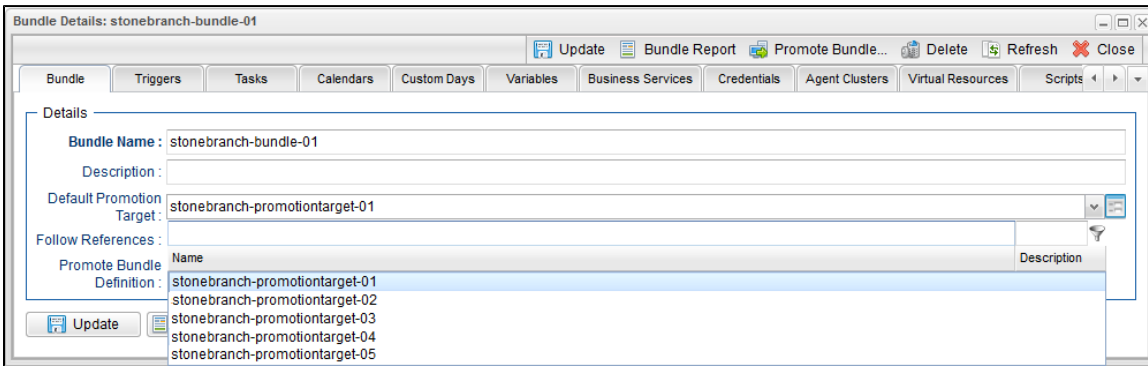 Bundle Details: stonebranch-bundle-01
Update Bundle Report Promote Bundle... Delete Refresh Close
Bundle Triggers Tasks Calendars Custom Days Variables Business Services Credentials Agent Clusters Virtual Resources Scripts
Details
Bundle Name : stonebranch-bundle-01
Description :
Default Promotion Target : stonebranch-promotiontarget-01
Follow References :
Name Description
Promote Bundle Definition : stonebranch-promotiontarget-01
stonebranch-promotiontarget-02
Update stonebranch-promotiontarget-03
stonebranch-promotiontarget-04
stonebranch-promotiontarget-05